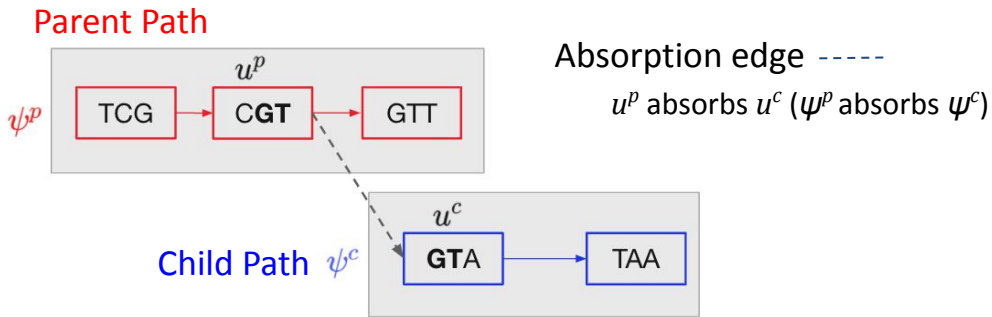 Parent Path
Absorption edge -----
u^p absorbs u^c (ψ^p absorbs ψ^c)
u^p
ψ^p
TCG
CGT
GTT
u^c
Child Path ψ^c
GTA
TAA